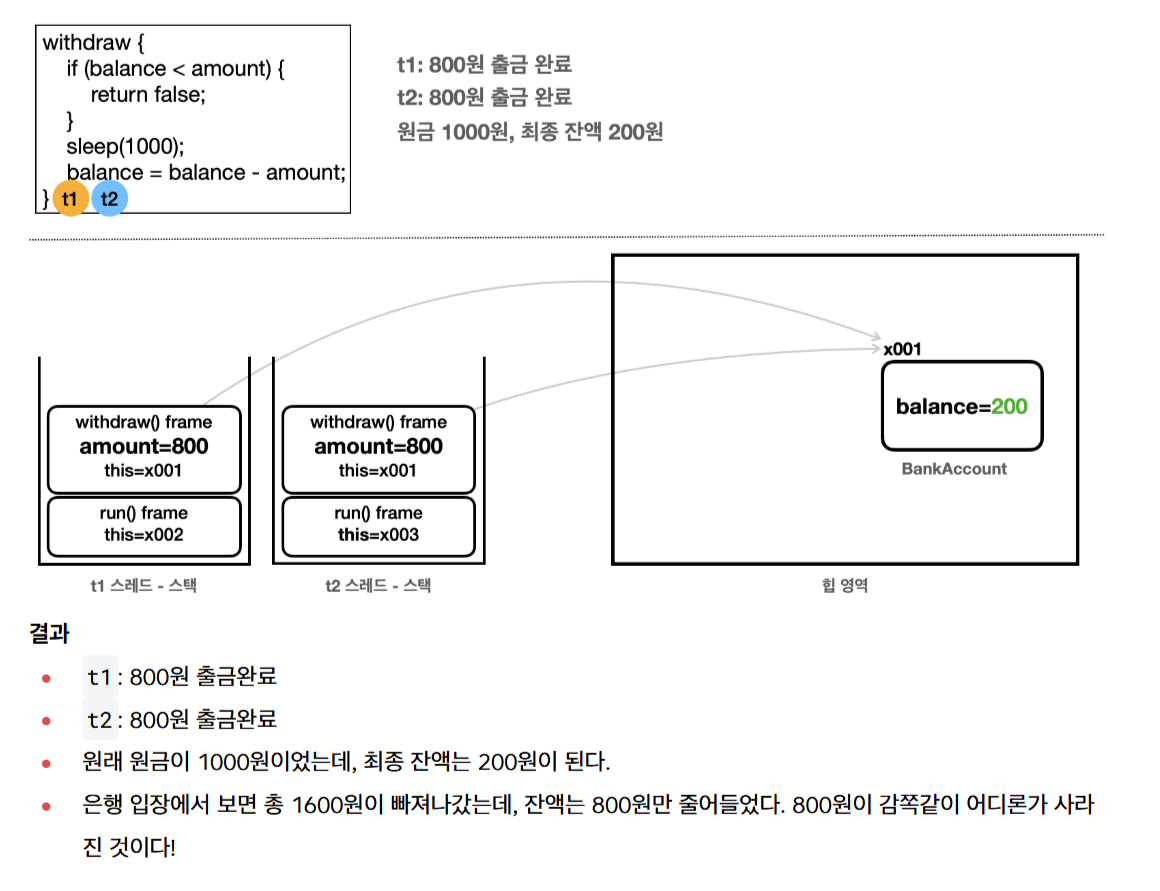 withdraw {
if (balance < amount) {
return false;
}
sleep(1000);
balance = balance - amount;
} t1 t2
t1: 800원 출금 완료
t2: 800원 출금 완료
원금 1000원, 최종 잔액 200원
x001
balance=200
BankAccount
withdraw() frame
amount=800
this=x001
run() frame
this=x002
withdraw() frame
amount=800
this=x001
run() frame
this=x003
t1 스레드 - 스택
t2 스레드 - 스택
힙 영역
결과
• t1 : 800원 출금완료
• t2 : 800원 출금완료
• 원래 원금이 1000원이었는데, 최종 잔액는 200원이 된다.
• 은행 입장에서 보면 총 1600원이 빠져나갔는데, 잔액는 800원만 줄어들었다. 800원이 감쪽같이 어디론가 사라
진 것이다!